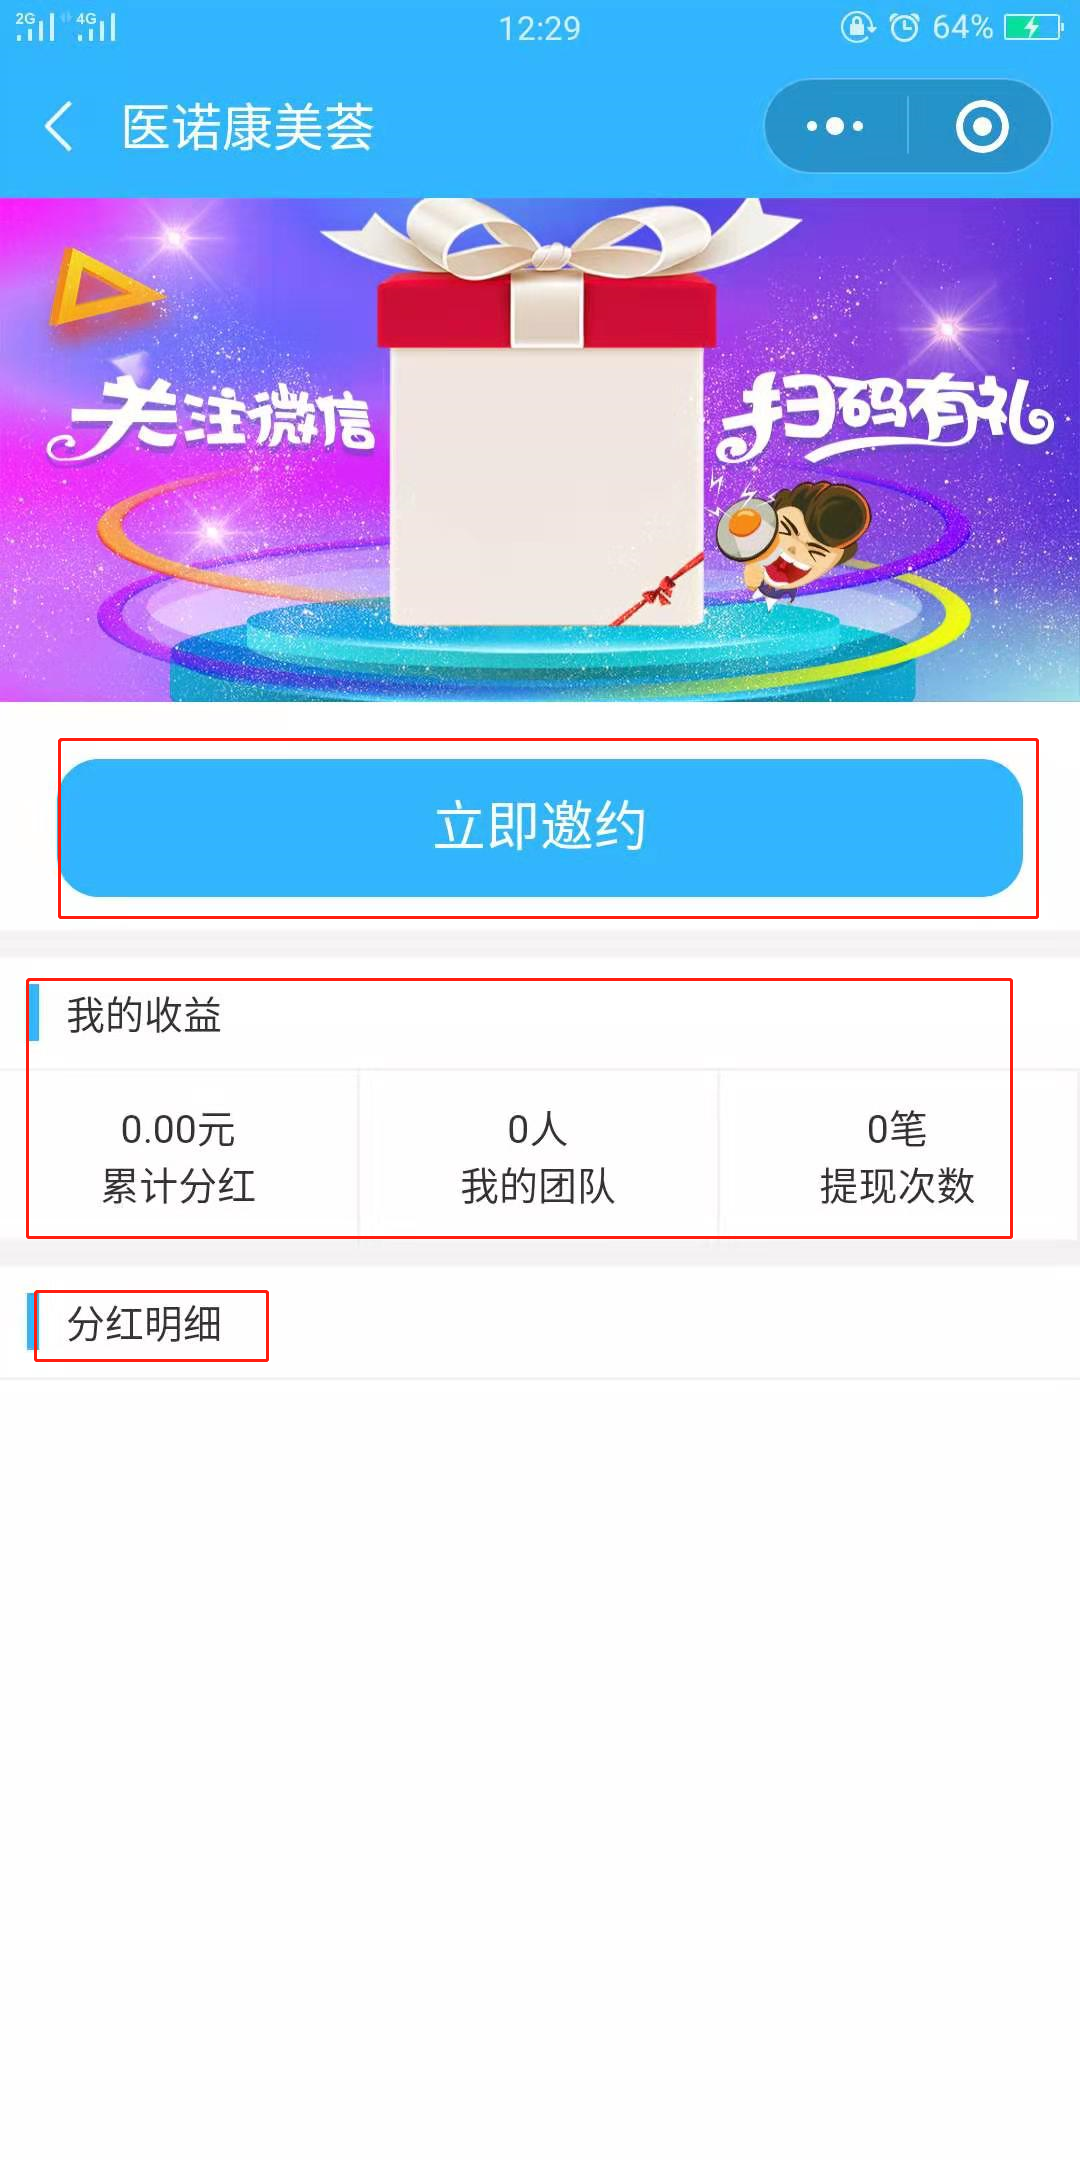 2G 4G 12:29 64%
医诺康美荟
关注微信 扫码有礼
立即邀约
我的收益
0.00元 0人 0笔
累计分红 我的团队 提现次数
分红明细